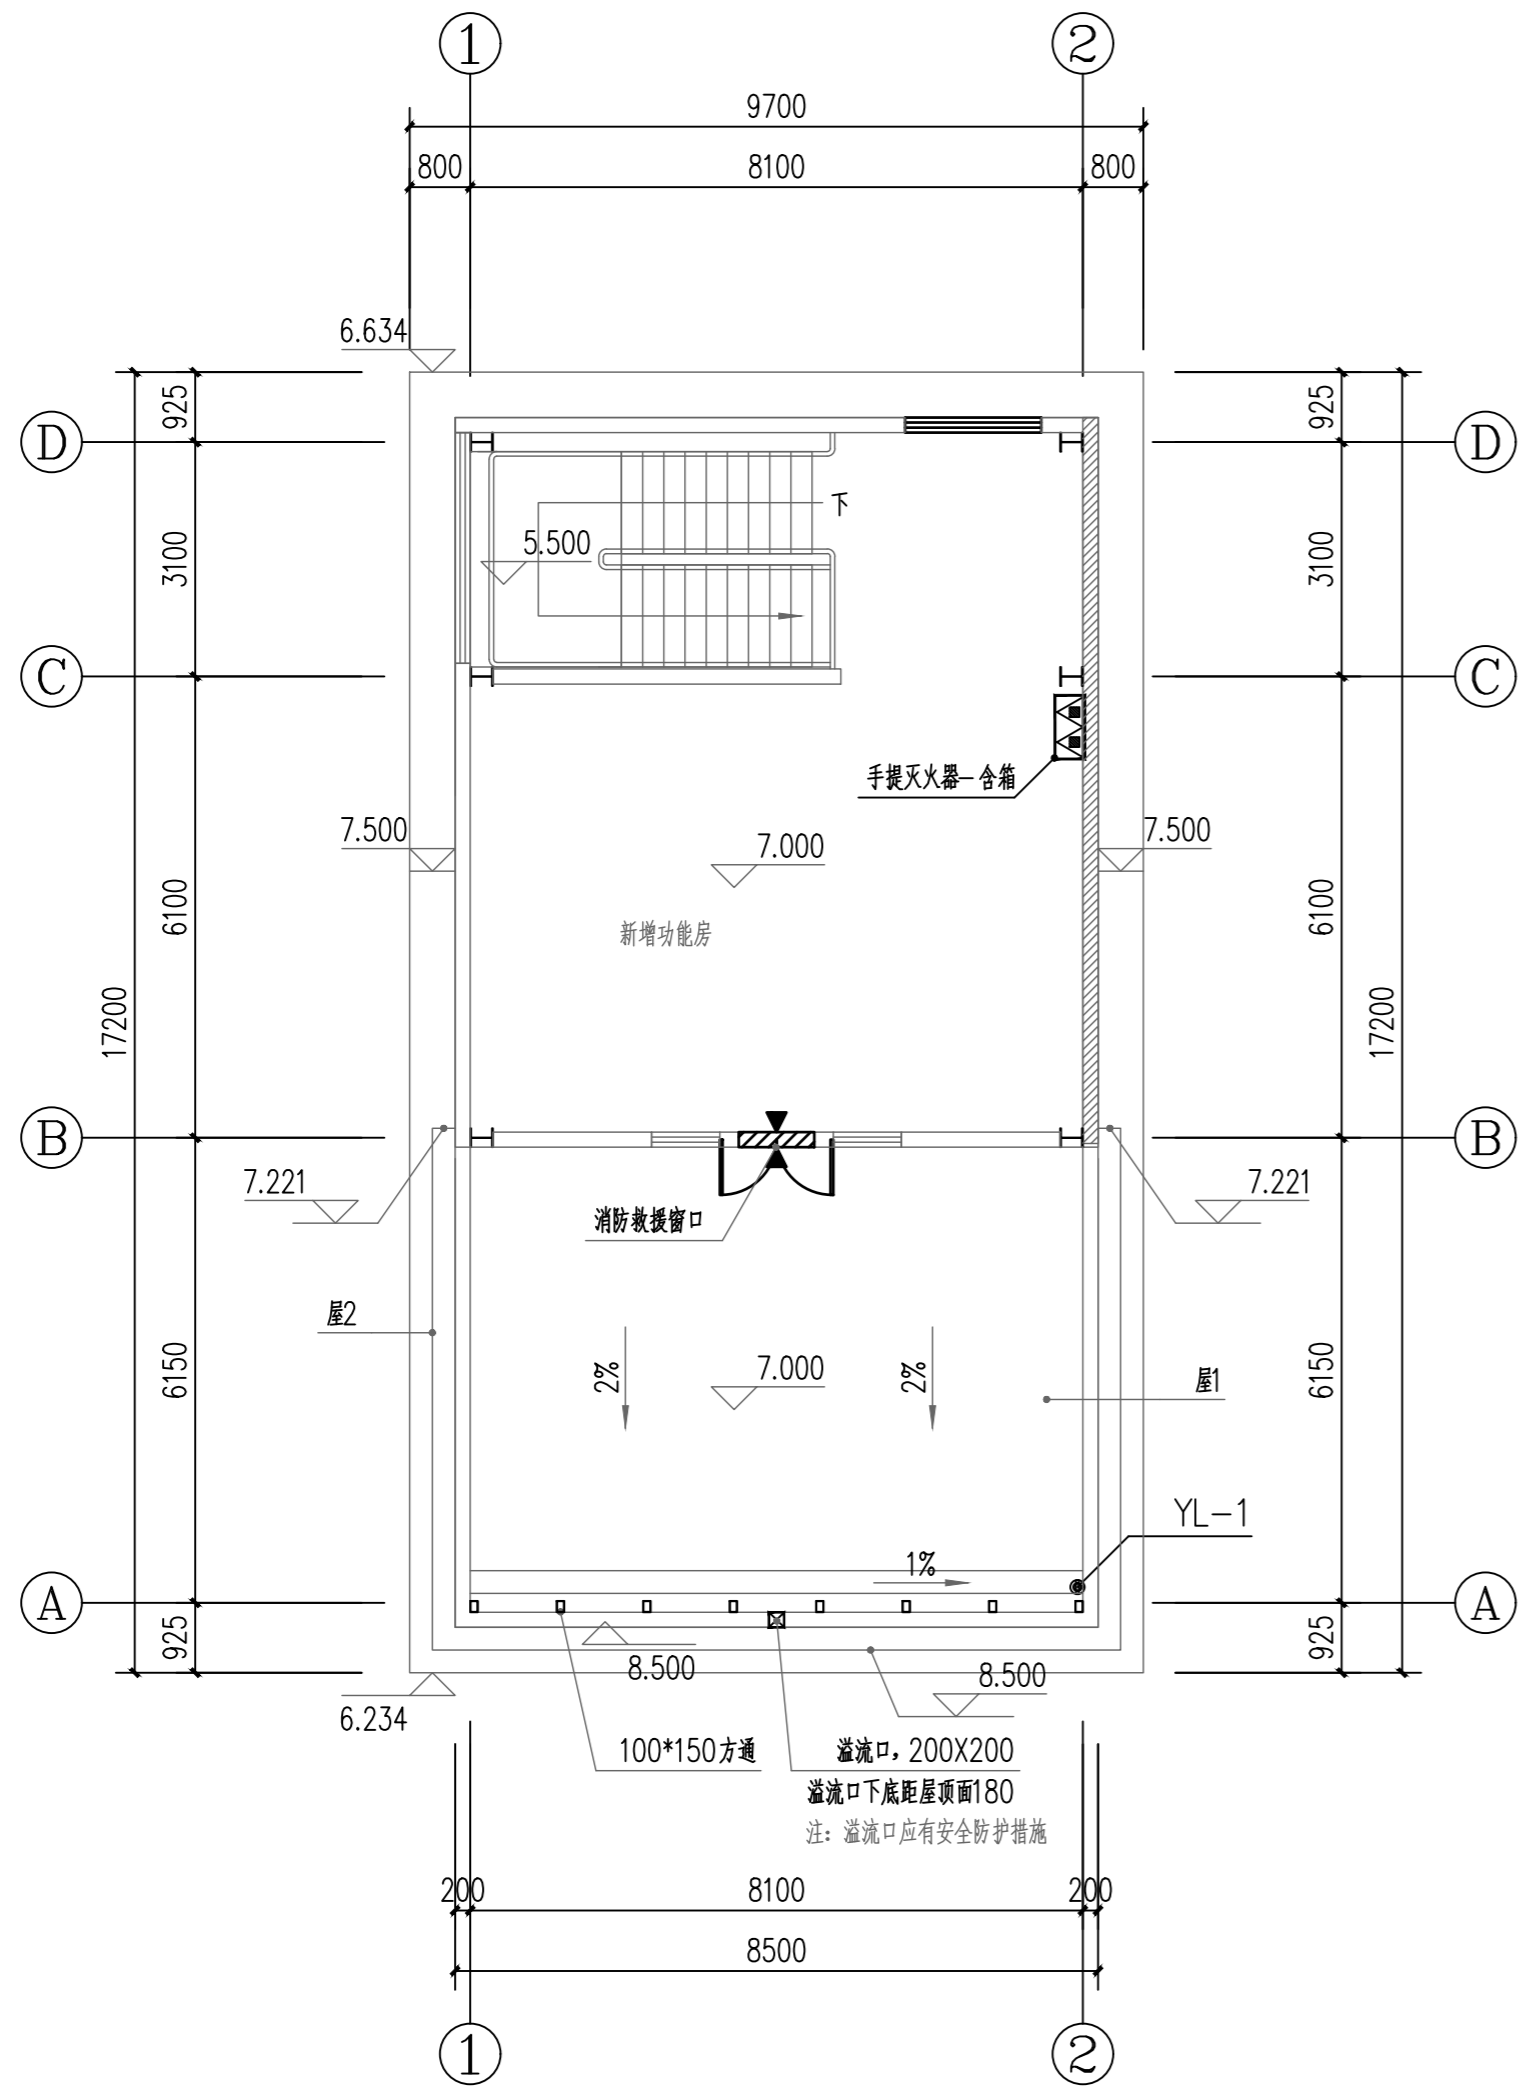 1 2
9700
800 8100 800
6.634
925 925
D D
下
5.500
3100 3100
C C
手提灭火器-含箱
7.500 7.000 7.500
6100 6100
新增功能房
17200 17200
B B
7.221 7.221
消防救援窗口
屋2
6150 2% 7.000 2% 屋1 6150
YL-1
1%
A A
925 925
8.500 8.500
6.234
100*150方通
溢流口，200X200
溢流口下底距屋顶面180
注：溢流口应有安全防护措施
200 8100 200
8500
1 2